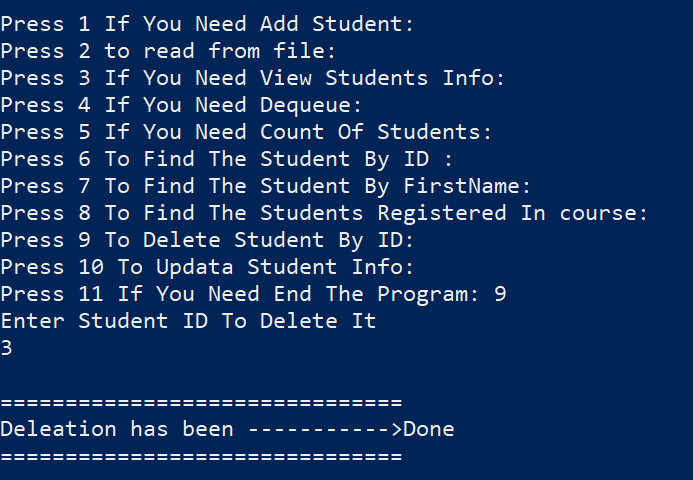 Press 1 If You Need Add Student:
Press 2 to read from file:
Press 3 If You Need View Students Info:
Press 4 If You Need Dequeue:
Press 5 If You Need Count Of Students:
Press 6 To Find The Student By ID :
Press 7 To Find The Student By FirstName:
Press 8 To Find The Students Registered In course:
Press 9 To Delete Student By ID:
Press 10 To Updata Student Info:
Press 11 If You Need End The Program: 9
Enter Student ID To Delete It
3
===============================
Deleation has been ----------->Done
===============================